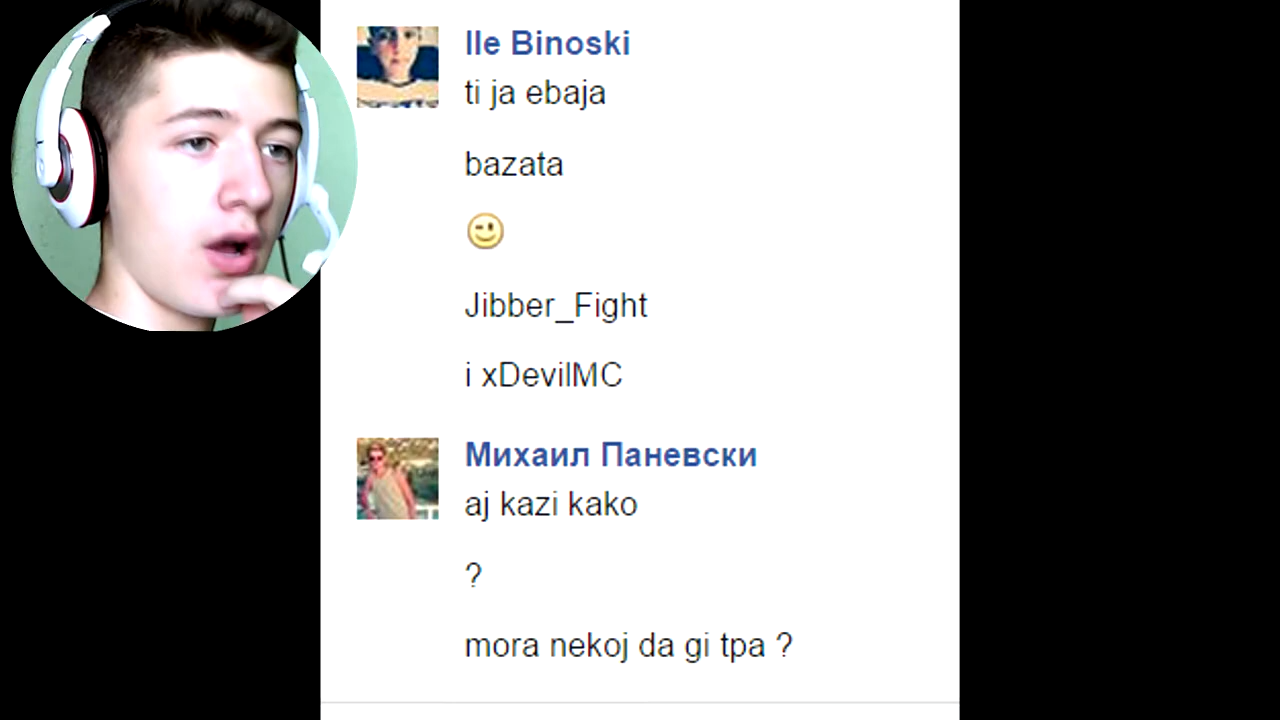 Ile Binoski
ti ja ebaja
bazata
Jibber_Fight
i xDevilMC
Михаил Паневски
aj kazi kako
?
mora nekoj da gi tpa ?